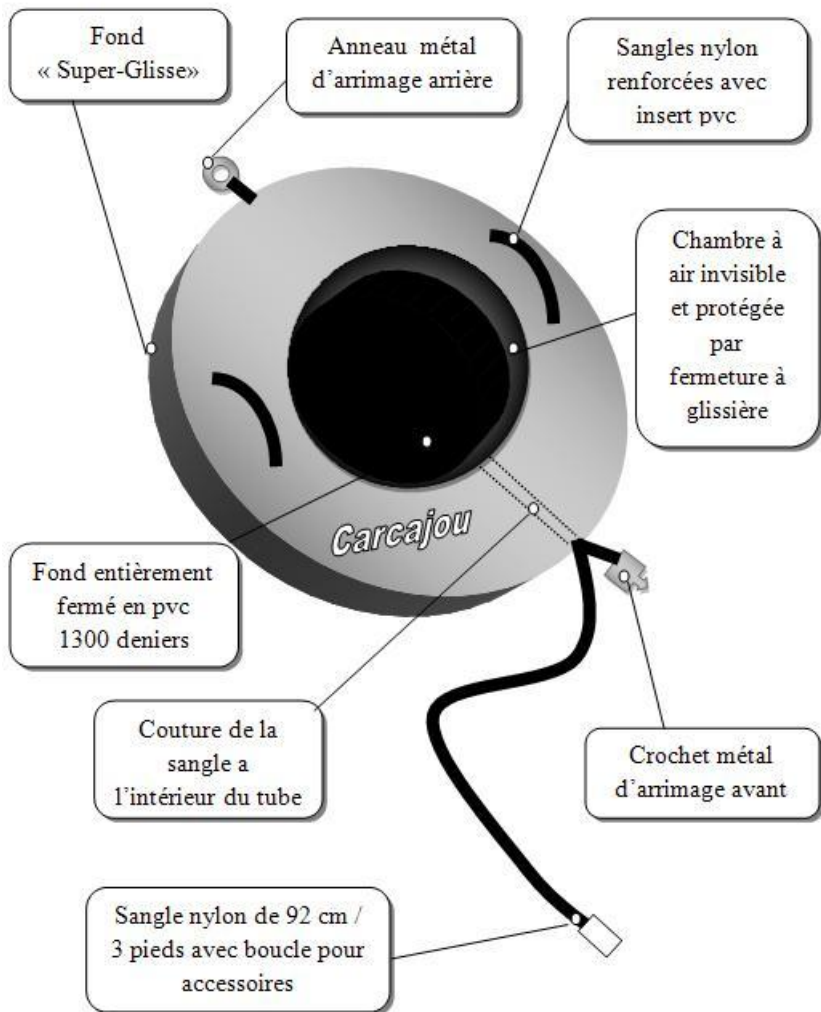 Fond
« Super-Glisse»
Anneau métal
d’arrimage arrière
Sangles nylon
renforcées avec
insert pvc
Chambre à
air invisible
et protégée
par
fermeture à
glissière
Carcajou
Fond entièrement
fermé en pvc
1300 deniers
Couture de la
sangle a
l’intérieur du tube
Crochet métal
d’arrimage avant
Sangle nylon de 92 cm /
3 pieds avec boucle pour
accessoires